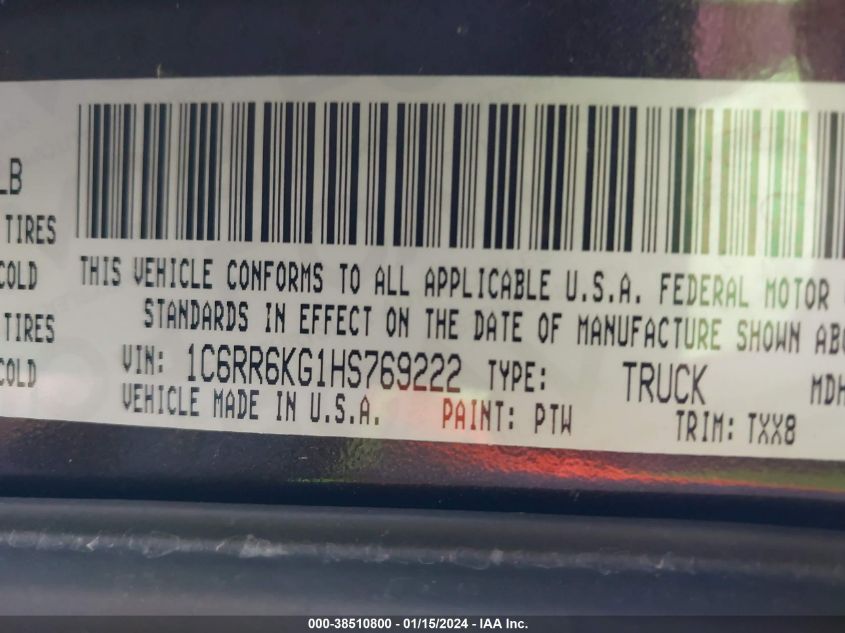 LB
TIRES
COLD
TIRES
COLD
THIS VEHICLE CONFORMS TO ALL APPLICABLE U.S.A. FEDERAL MOTOR
STANDARDS IN EFFECT ON THE DATE OF MANUFACTURE SHOWN ABO
VIN: 1C6RR6KG1HS769222 TYPE: TRUCK MDH
VEHICLE MADE IN U.S.A. PAINT: PTW TRIM: TXX8
000-38510800 - 01/15/2024 - IAA Inc.